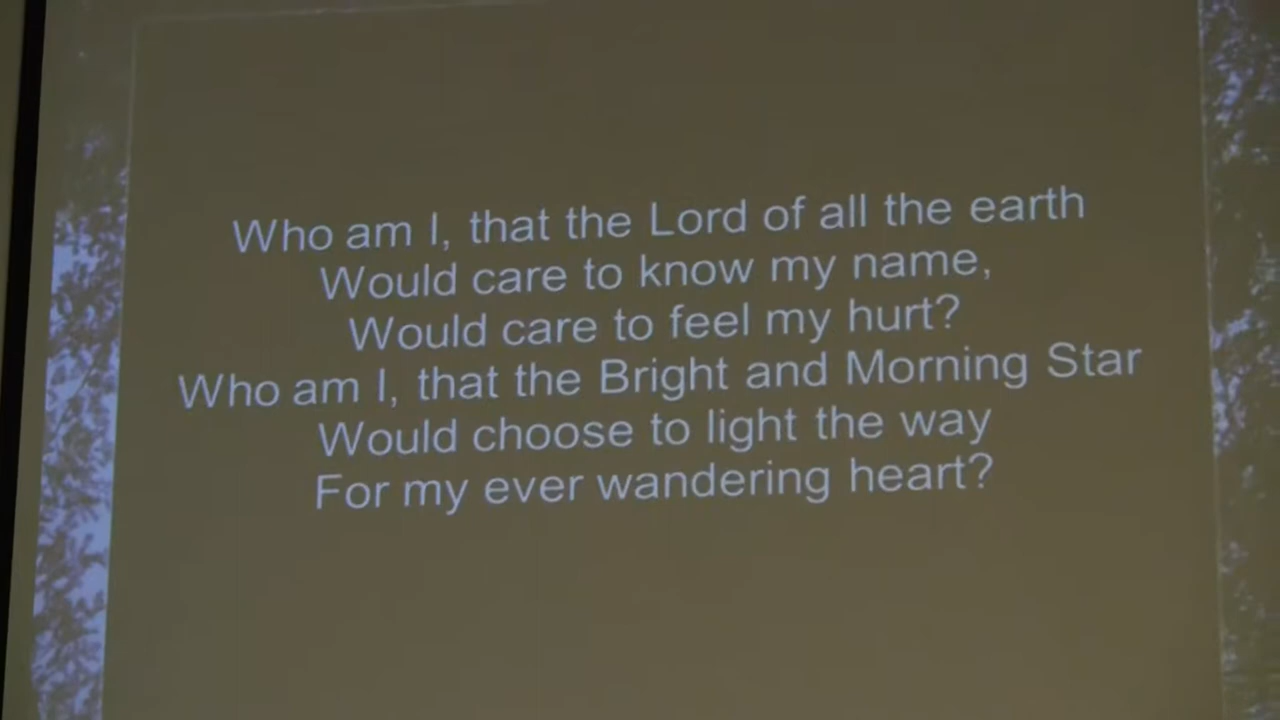 Who am I, that the Lord of all the earth
Would care to know my name,
Would care to feel my hurt?
Who am I, that the Bright and Morning Star
Would choose to light the way
For my ever wandering heart?